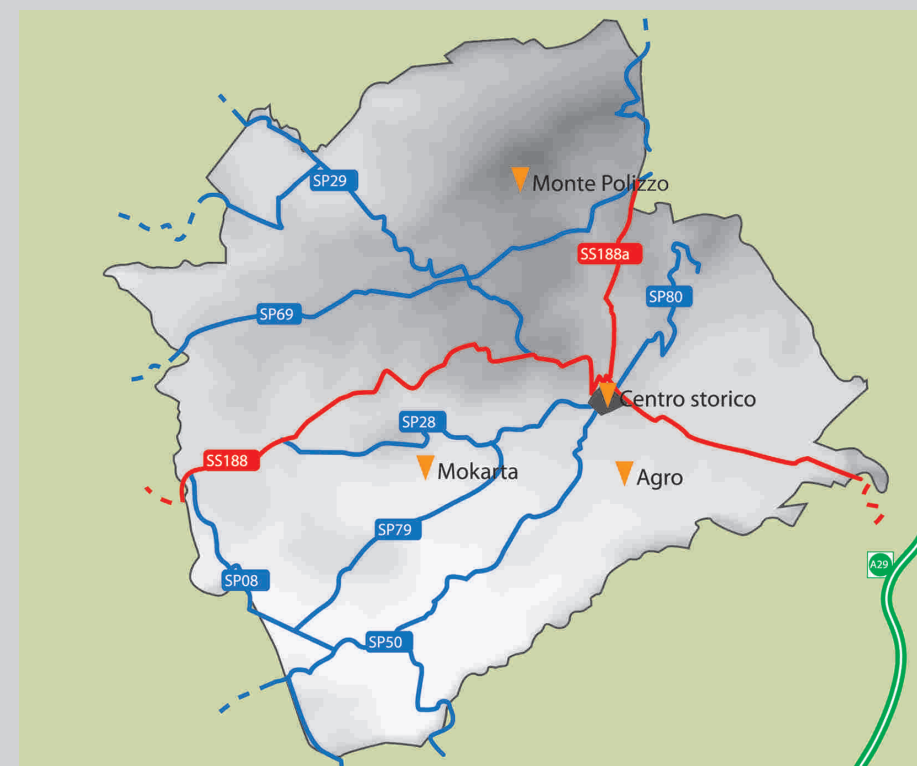 SP29
Monte Polizzo
SS188a
SP80
SP69
Centro storico
SP28
SS188
Mokarta
Agro
SP79
A29
SP08
SP50